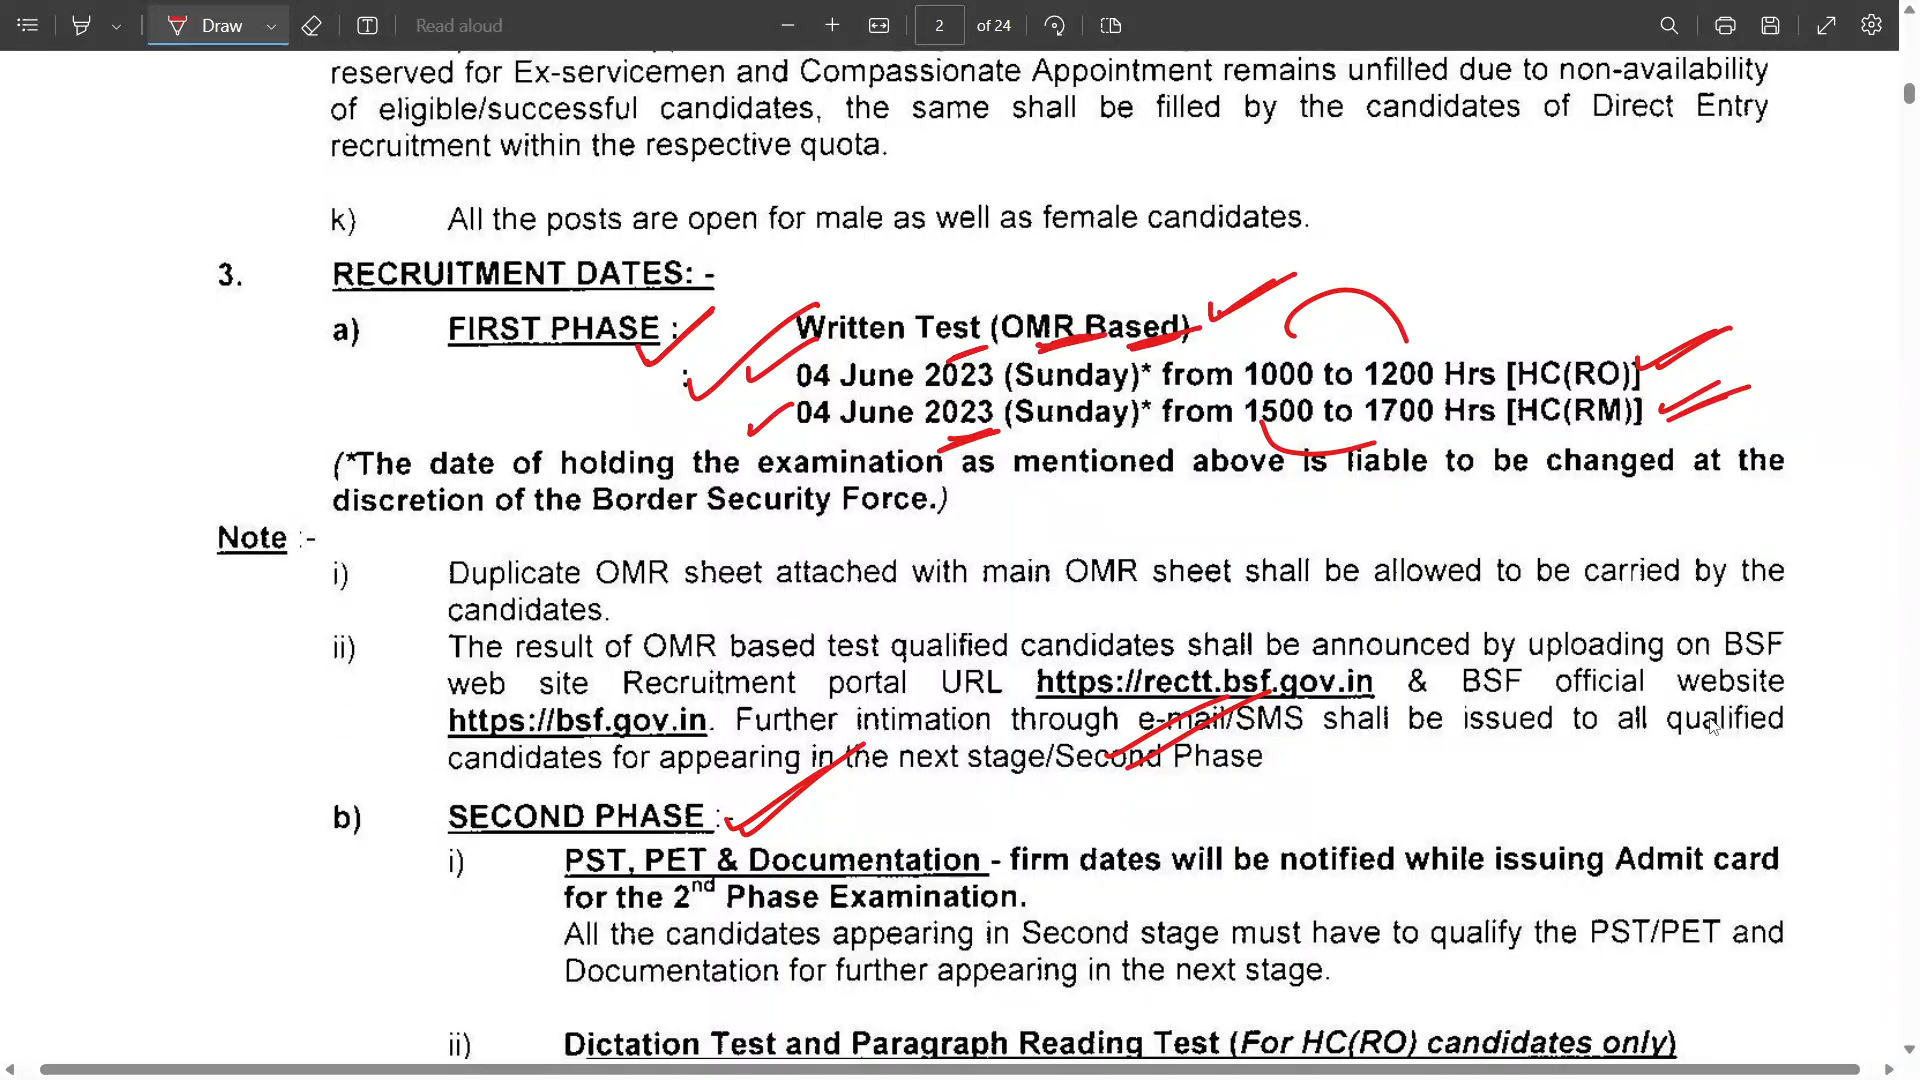 Draw
Read aloud
2 of 24
reserved for Ex-servicemen and Compassionate Appointment remains unfilled due to non-availability
of eligible/successful candidates, the same shall be filled by the candidates of Direct Entry
recruitment within the respective quota.
k) All the posts are open for male as well as female candidates.
3. RECRUITMENT DATES: -
a) FIRST PHASE : Written Test (OMR Based)
: 04 June 2023 (Sunday)* from 1000 to 1200 Hrs [HC(RO)]
04 June 2023 (Sunday)* from 1500 to 1700 Hrs [HC(RM)]
(*The date of holding the examination as mentioned above is liable to be changed at the
discretion of the Border Security Force.)
Note :-
i) Duplicate OMR sheet attached with main OMR sheet shall be allowed to be carried by the
candidates.
ii) The result of OMR based test qualified candidates shall be announced by uploading on BSF
web site Recruitment portal URL https://rectt.bsf.gov.in & BSF official website
https://bsf.gov.in. Further intimation through e-mail/SMS shall be issued to all qualified
candidates for appearing in the next stage/Second Phase
b) SECOND PHASE :-
i) PST, PET & Documentation - firm dates will be notified while issuing Admit card
for the 2nd Phase Examination.
All the candidates appearing in Second stage must have to qualify the PST/PET and
Documentation for further appearing in the next stage.
ii) Dictation Test and Paragraph Reading Test (For HC(RO) candidates only)